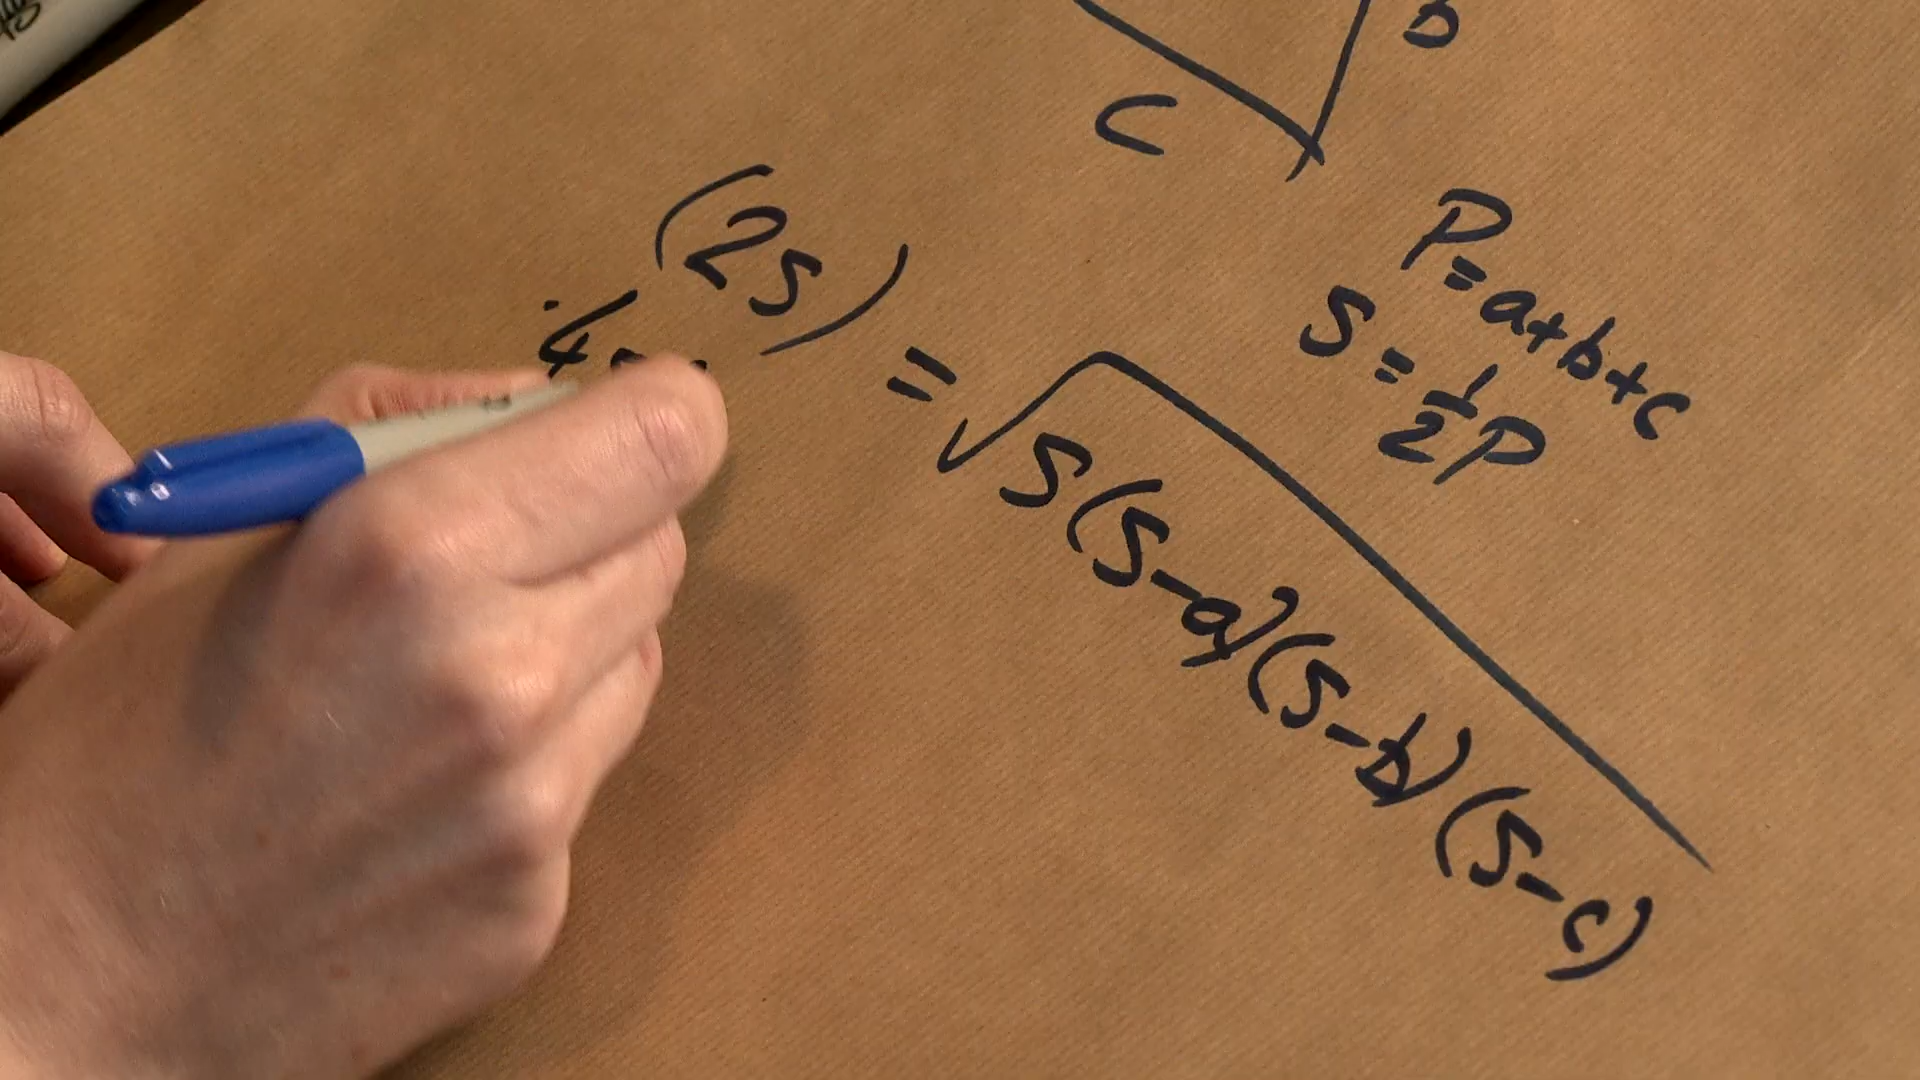 b
C
P=a+b+c
S=½P
(2S)
=√S(S-a)(S-b)(S-c)